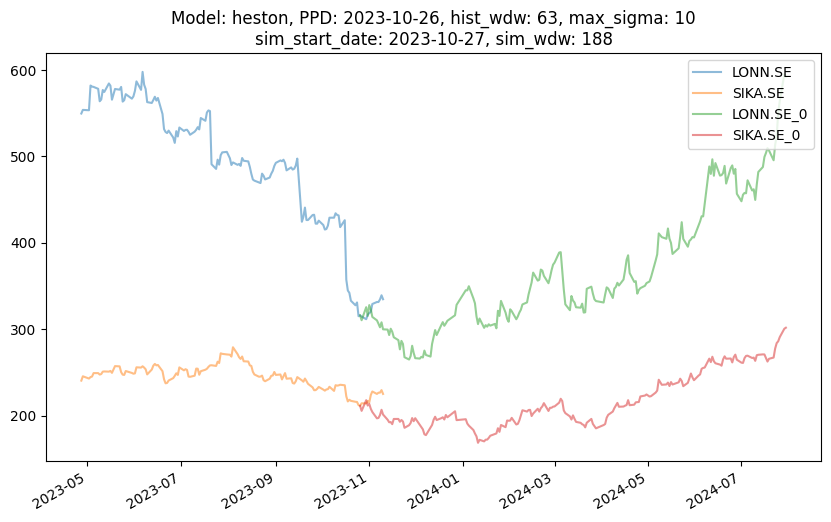 Model: heston, PPD: 2023-10-26, hist_wdw: 63, max_sigma: 10
sim_start_date: 2023-10-27, sim_wdw: 188
LONN.SE
SIKA.SE
LONN.SE_0
SIKA.SE_0
600
500
400
300
200
2023-05
2023-07
2023-09
2023-11
2024-01
2024-03
2024-05
2024-07